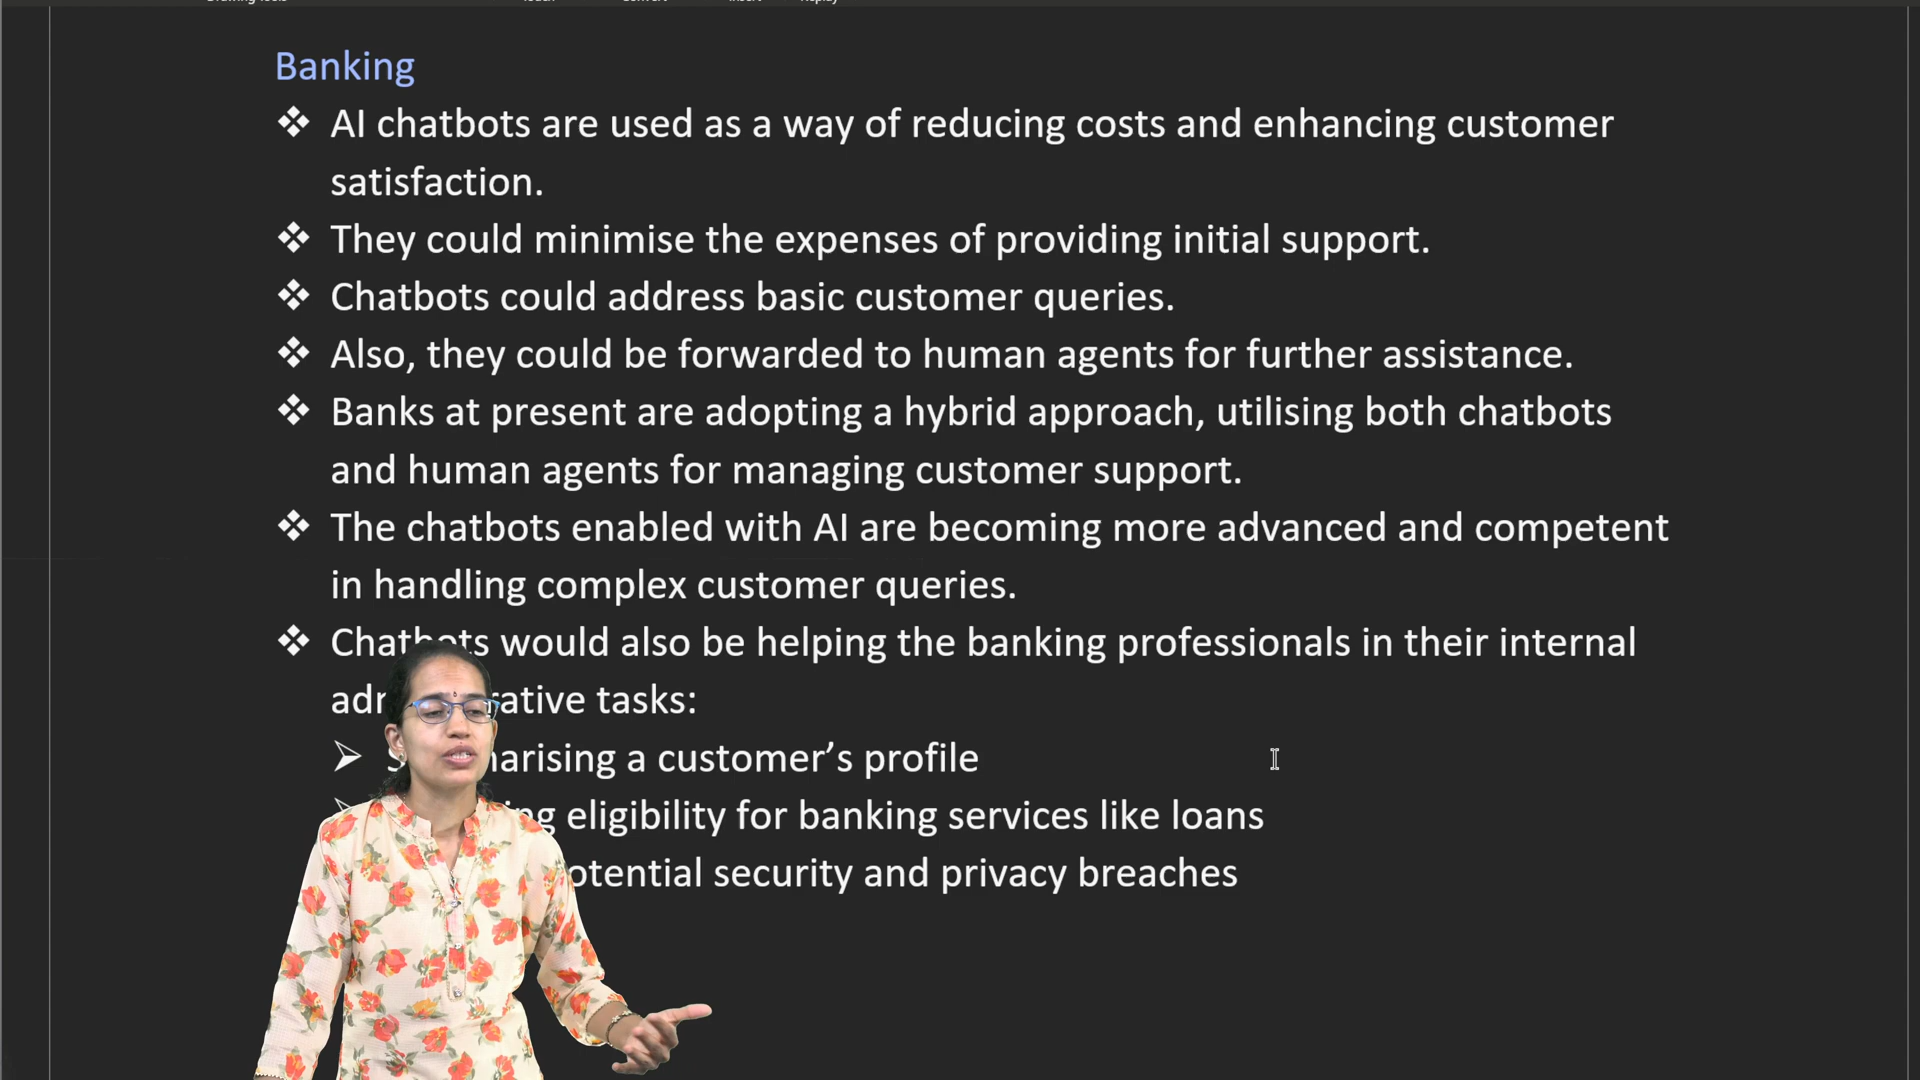 Banking
❖ AI chatbots are used as a way of reducing costs and enhancing customer
satisfaction.
❖ They could minimise the expenses of providing initial support.
❖ Chatbots could address basic customer queries.
❖ Also, they could be forwarded to human agents for further assistance.
❖ Banks at present are adopting a hybrid approach, utilising both chatbots
and human agents for managing customer support.
❖ The chatbots enabled with AI are becoming more advanced and competent
in handling complex customer queries.
❖ Chatbots would also be helping the banking professionals in their internal
tasks:
➢ a customer’s profile
eligibility for banking services like loans
potential security and privacy breaches